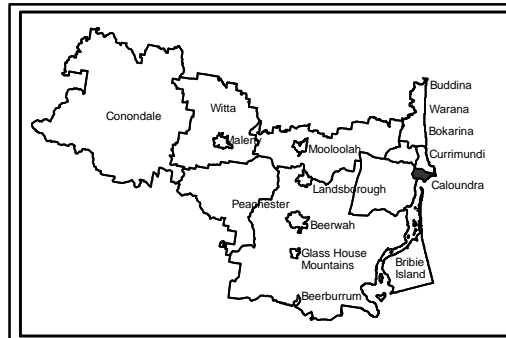 Buddina
Warana
Bokarina
Currimundi
Caloundra
Conondale
Witta
Maleny
Mooloolah
Landsborough
Peachester
Beerwah
Glass House
Mountains
Bribie
Island
Beerburrum